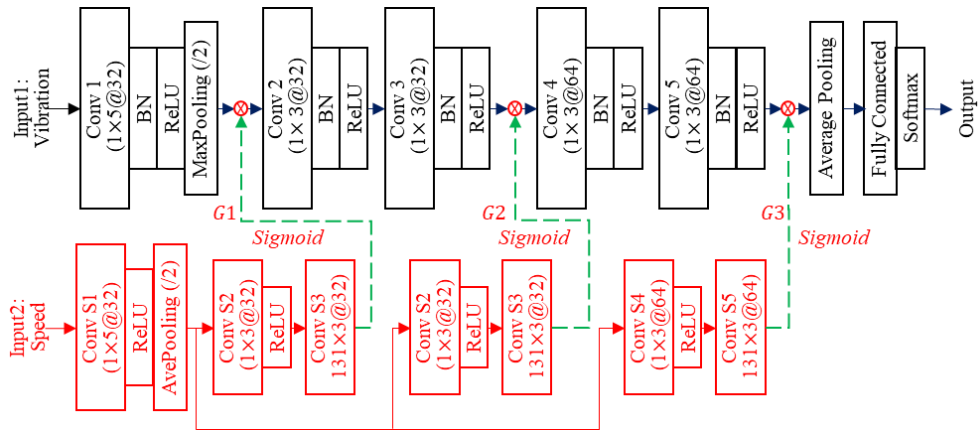 Input1:
Vibration
Conv 1
(1×5@32)
BN
ReLU
MaxPooling (/2)
Conv 2
(1× 3@32)
BN
ReLU
Conv 3
(1× 3@32)
BN
ReLU
Conv 4
(1× 3@64)
BN
ReLU
Conv 5
(1× 3@64)
BN
ReLU
Average Pooling
Fully Connected
Softmax
Output
G1
Sigmoid
G2
Sigmoid
G3
Sigmoid
Input2:
Speed
Conv S1
(1×5@32)
ReLU
AvePooling (/2)
Conv S2
(1×3@32)
ReLU
Conv S3
131×3@32)
Conv S2
(1×3@32)
ReLU
Conv S3
131×3@32)
Conv S4
(1×3@64)
ReLU
Conv S5
131×3@64)